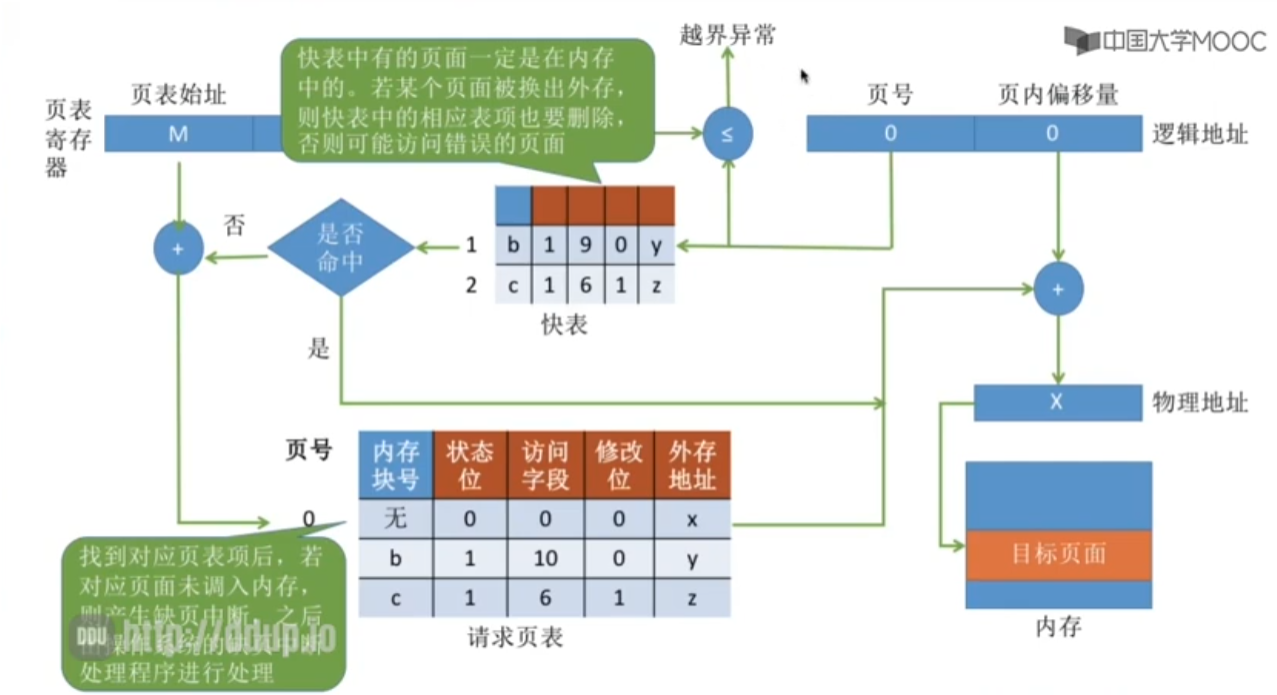 中国大学MOOC
越界异常
快表中有的页面一定是在内存
中的。若某个页面被换出外存，
则快表中的相应表项也要删除，
否则可能访问错误的页面
页表始址
页号 页内偏移量
页表
寄存
器
M
≤
0 0
逻辑地址
+
否
是否
命中
1 b 1 9 0 y
2 c 1 6 1 z
快表
+
是
X
物理地址
页号 内存块号 状态位 访问字段 修改位 外存地址
0 无 0 0 0 x
b 1 10 0 y
c 1 6 1 z
请求页表
目标页面
内存
找到对应页表项后，若
对应页面未调入内存，
则产生缺页中断，之后
系统的 中断
处理程序进行处理
DDU http://ddup.io